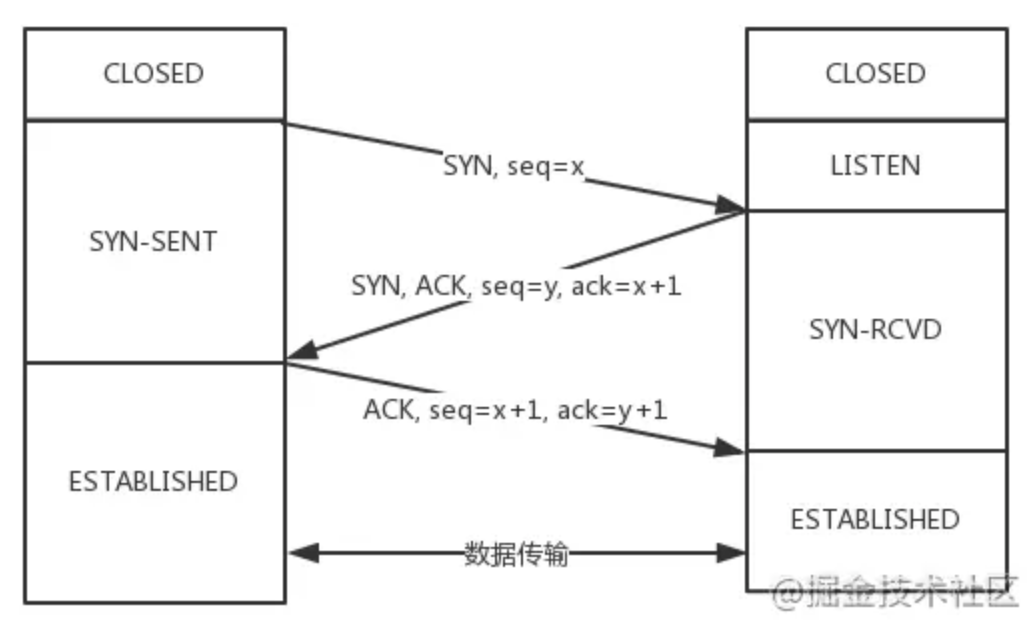 CLOSED
CLOSED
SYN, seq=x
LISTEN
SYN-SENT
SYN, ACK, seq=y, ack=x+1
SYN-RCVD
ACK, seq=x+1, ack=y+1
ESTABLISHED
ESTABLISHED
数据传输
@掘金技术社区